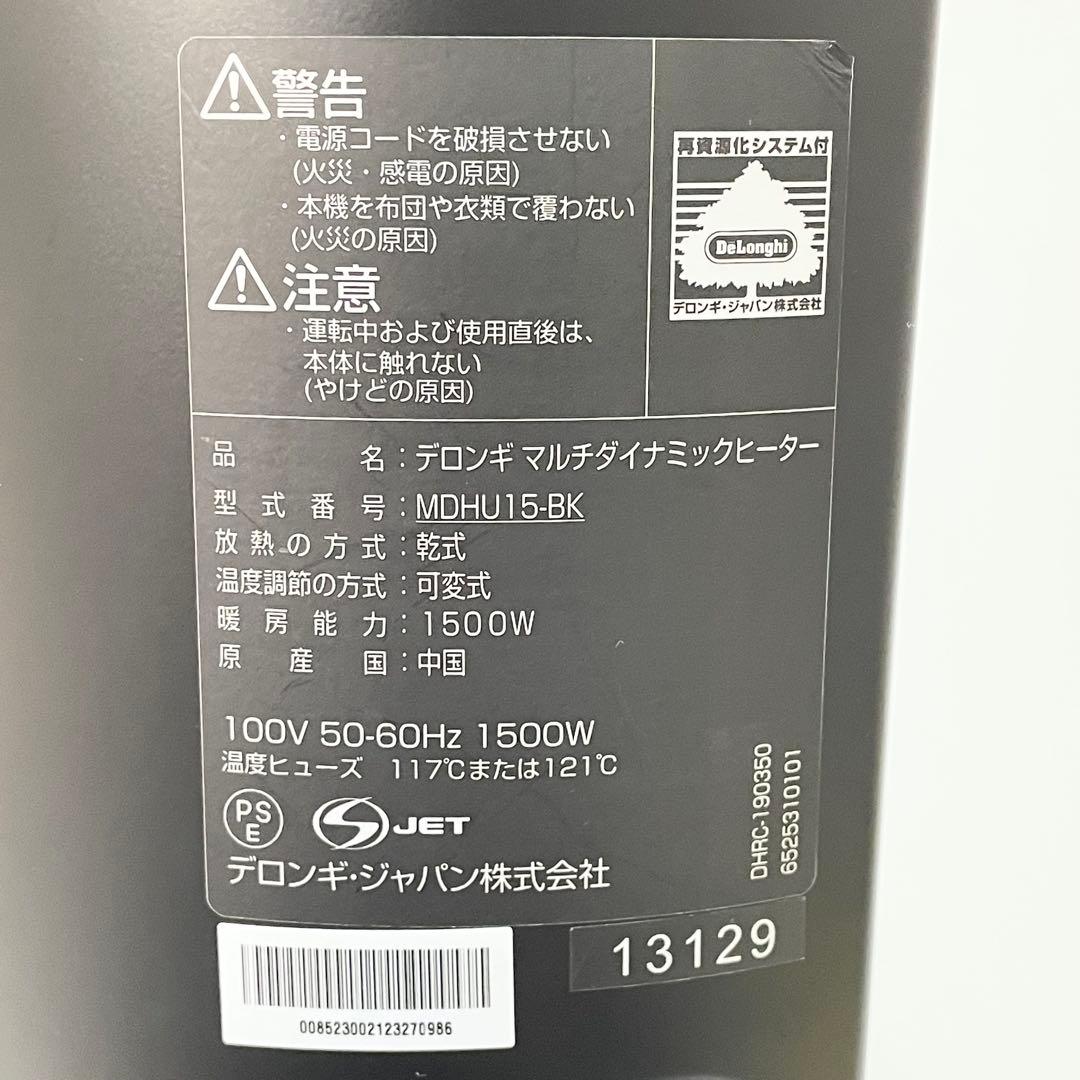 警告
・電源コードを破損させない
(火災・感電の原因)
・本機を布団や衣類で覆わない
(火災の原因)
注意
・運転中および使用直後は、
本体に触れない
(やけどの原因)
再資源化システム付
DeLonghi
デロンギ・ジャパン株式会社
品名：デロンギ マルチダイナミックヒーター
型式番号：MDHU15-BK
放熱の方式：乾式
温度調節の方式：可変式
暖房能力：1500W
原産国：中国
100V 50-60Hz 1500W
温度ヒューズ 117℃または121℃
PSE
JET
デロンギ・ジャパン株式会社
DHRC-190350
6525310101
13129
008523002123270986